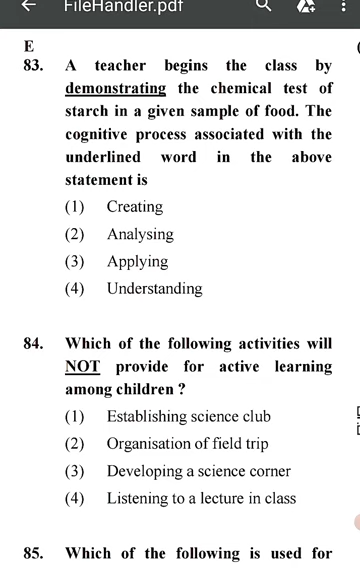 FileHandler.pdf
E
83. A teacher begins the class by
demonstrating the chemical test of
starch in a given sample of food. The
cognitive process associated with the
underlined word in the above
statement is
(1) Creating
(2) Analysing
(3) Applying
(4) Understanding
84. Which of the following activities will
NOT provide for active learning
among children ?
(1) Establishing science club
(2) Organisation of field trip
(3) Developing a science corner
(4) Listening to a lecture in class
85. Which of the following is used for